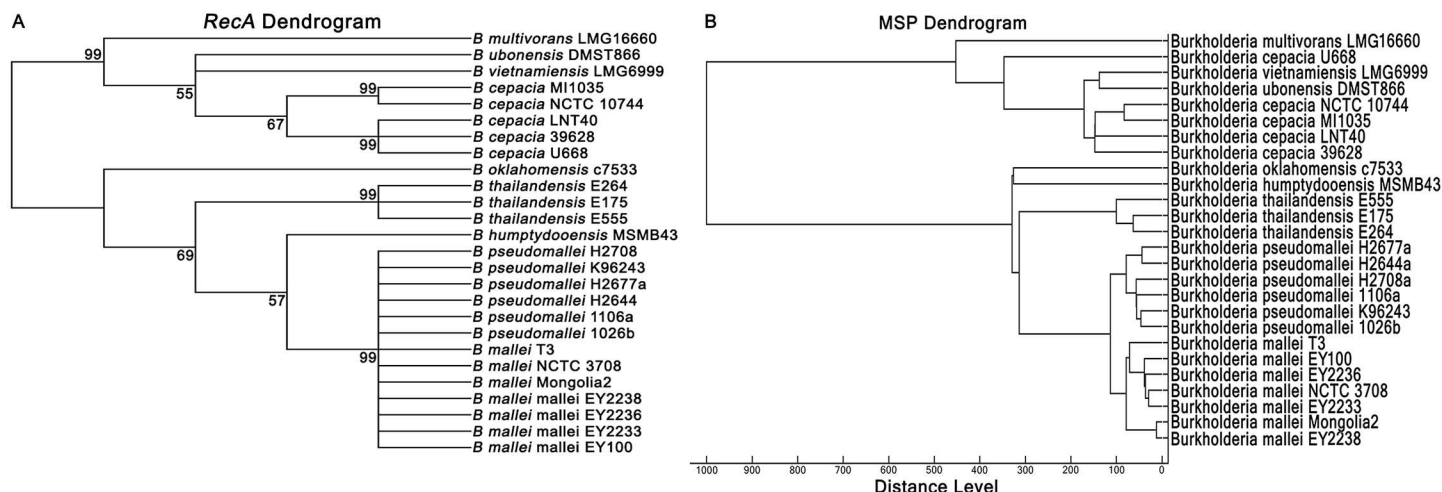 A
RecA Dendrogram
B multivorans LMG16660
B ubonensis DMST866
B vietnamiensis LMG6999
B cepacia MI1035
B cepacia NCTC 10744
B cepacia LNT40
B cepacia 39628
B cepacia U668
B oklahomensis c7533
B thailandensis E264
B thailandensis E175
B thailandensis E555
B humptydooensis MSMB43
B pseudomallei H2708
B pseudomallei K96243
B pseudomallei H2677a
B pseudomallei H2644
B pseudomallei 1106a
B pseudomallei 1026b
B mallei T3
B mallei NCTC 3708
B mallei Mongolia2
B mallei mallei EY2238
B mallei mallei EY2236
B mallei mallei EY2233
B mallei mallei EY100
99
55
67
99
99
99
69
57
99
B
MSP Dendrogram
Burkholderia multivorans LMG16660
Burkholderia cepacia U668
Burkholderia vietnamiensis LMG6999
Burkholderia ubonensis DMST866
Burkholderia cepacia NCTC 10744
Burkholderia cepacia MI1035
Burkholderia cepacia LNT40
Burkholderia cepacia 39628
Burkholderia oklahomensis c7533
Burkholderia humptydooensis MSMB43
Burkholderia thailandensis E555
Burkholderia thailandensis E175
Burkholderia thailandensis E264
Burkholderia pseudomallei H2677a
Burkholderia pseudomallei H2644a
Burkholderia pseudomallei H2708a
Burkholderia pseudomallei 1106a
Burkholderia pseudomallei K96243
Burkholderia pseudomallei 1026b
Burkholderia mallei T3
Burkholderia mallei EY100
Burkholderia mallei EY2236
Burkholderia mallei NCTC 3708
Burkholderia mallei EY2233
Burkholderia mallei Mongolia2
Burkholderia mallei EY2238
1000 900 800 700 600 500 400 300 200 100 0
Distance Level